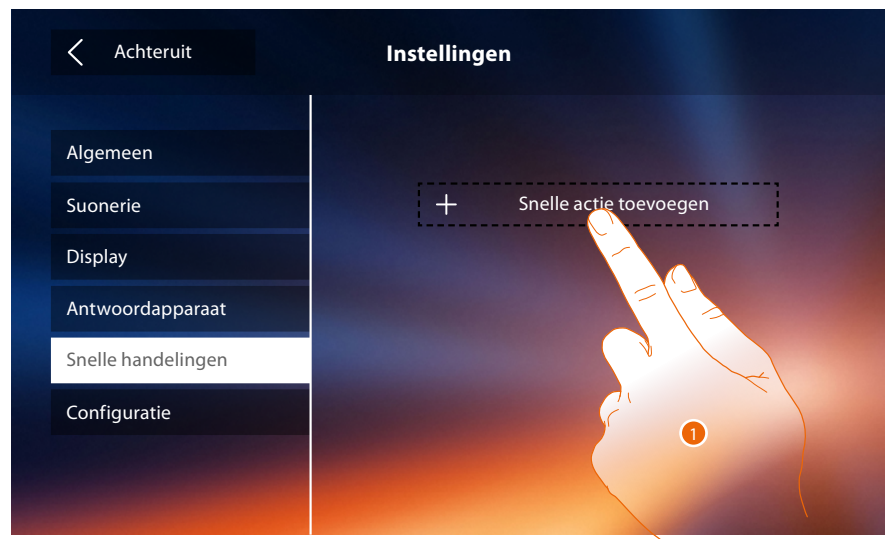 Achteruit
Instellingen
Algemeen
Suonerie
Display
Antwoordapparaat
Snelle handelingen
Configuratie
+ Snelle actie toevoegen
1